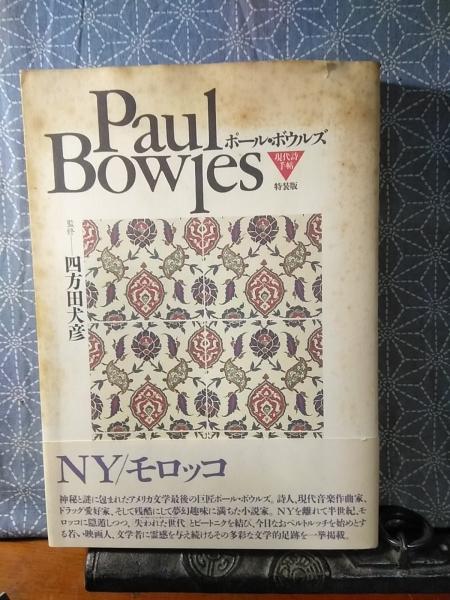 Paul
Bowles
ポール・ボウルズ
現代詩
手帖
特装版
監修
四方田犬彦
NY/モロッコ
神秘と謎に包まれたアメリカ文学最後の巨匠ポール・ボウルズ。詩人、現代音楽作曲家、
ドラッグ愛好家、そして残酷にして夢幻趣味に満ちた小説家。NYを離れて半世紀、モ
ロッコに隠遁しつつ、失われた世代とビートニクを結び、今日なおベルトルッチを始めとす
る若い映画人、文学者に霊感を与え続けるその多彩な文学的足跡を一挙掲載。